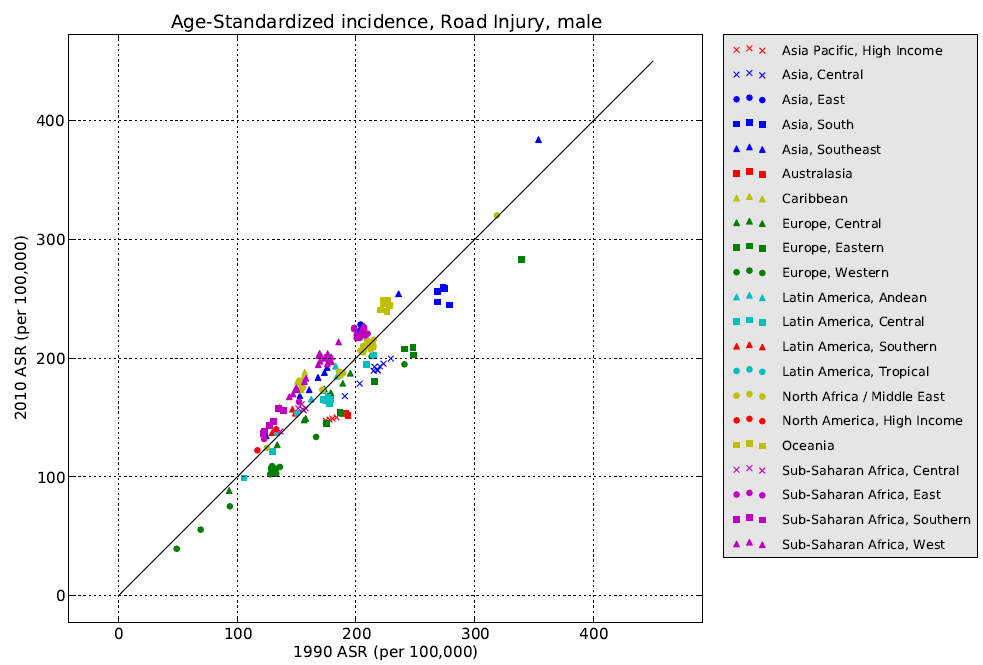 Age-Standardized incidence, Road Injury, male
2010 ASR (per 100,000)
400
300
200
100
0
0 100 200 300 400
1990 ASR (per 100,000)
Asia Pacific, High Income
Asia, Central
Asia, East
Asia, South
Asia, Southeast
Australasia
Caribbean
Europe, Central
Europe, Eastern
Europe, Western
Latin America, Andean
Latin America, Central
Latin America, Southern
Latin America, Tropical
North Africa / Middle East
North America, High Income
Oceania
Sub-Saharan Africa, Central
Sub-Saharan Africa, East
Sub-Saharan Africa, Southern
Sub-Saharan Africa, West